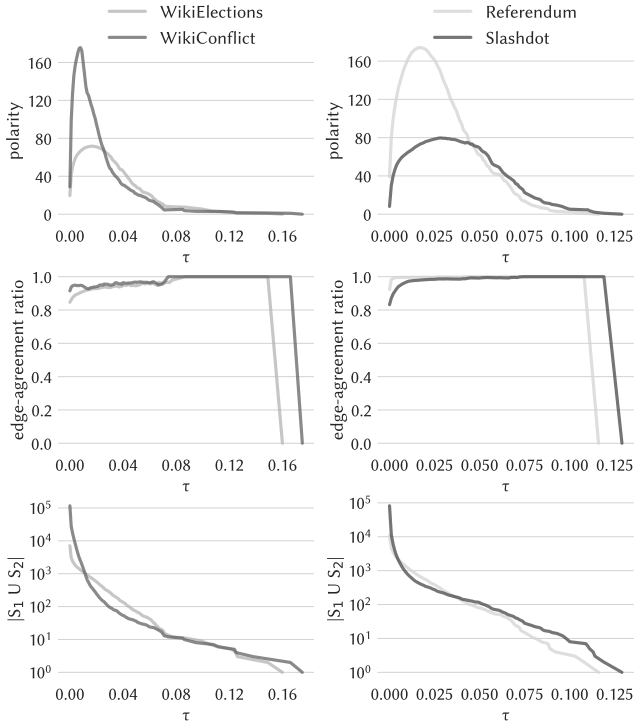 WikiElections
WikiConflict
Referendum
Slashdot
polarity
160
120
80
40
0
0.00 0.04 0.08 0.12 0.16
τ
polarity
160
120
80
40
0
0.000 0.025 0.050 0.075 0.100 0.125
τ
edge-agreement ratio
1.0
0.8
0.6
0.4
0.2
0.0
0.00 0.04 0.08 0.12 0.16
τ
edge-agreement ratio
1.0
0.8
0.6
0.4
0.2
0.0
0.000 0.025 0.050 0.075 0.100 0.125
τ
|S₁ U S₂|
10⁵
10⁴
10³
10²
10¹
10⁰
0.00 0.04 0.08 0.12 0.16
τ
|S₁ U S₂|
10⁵
10⁴
10³
10²
10¹
10⁰
0.000 0.025 0.050 0.075 0.100 0.125
τ